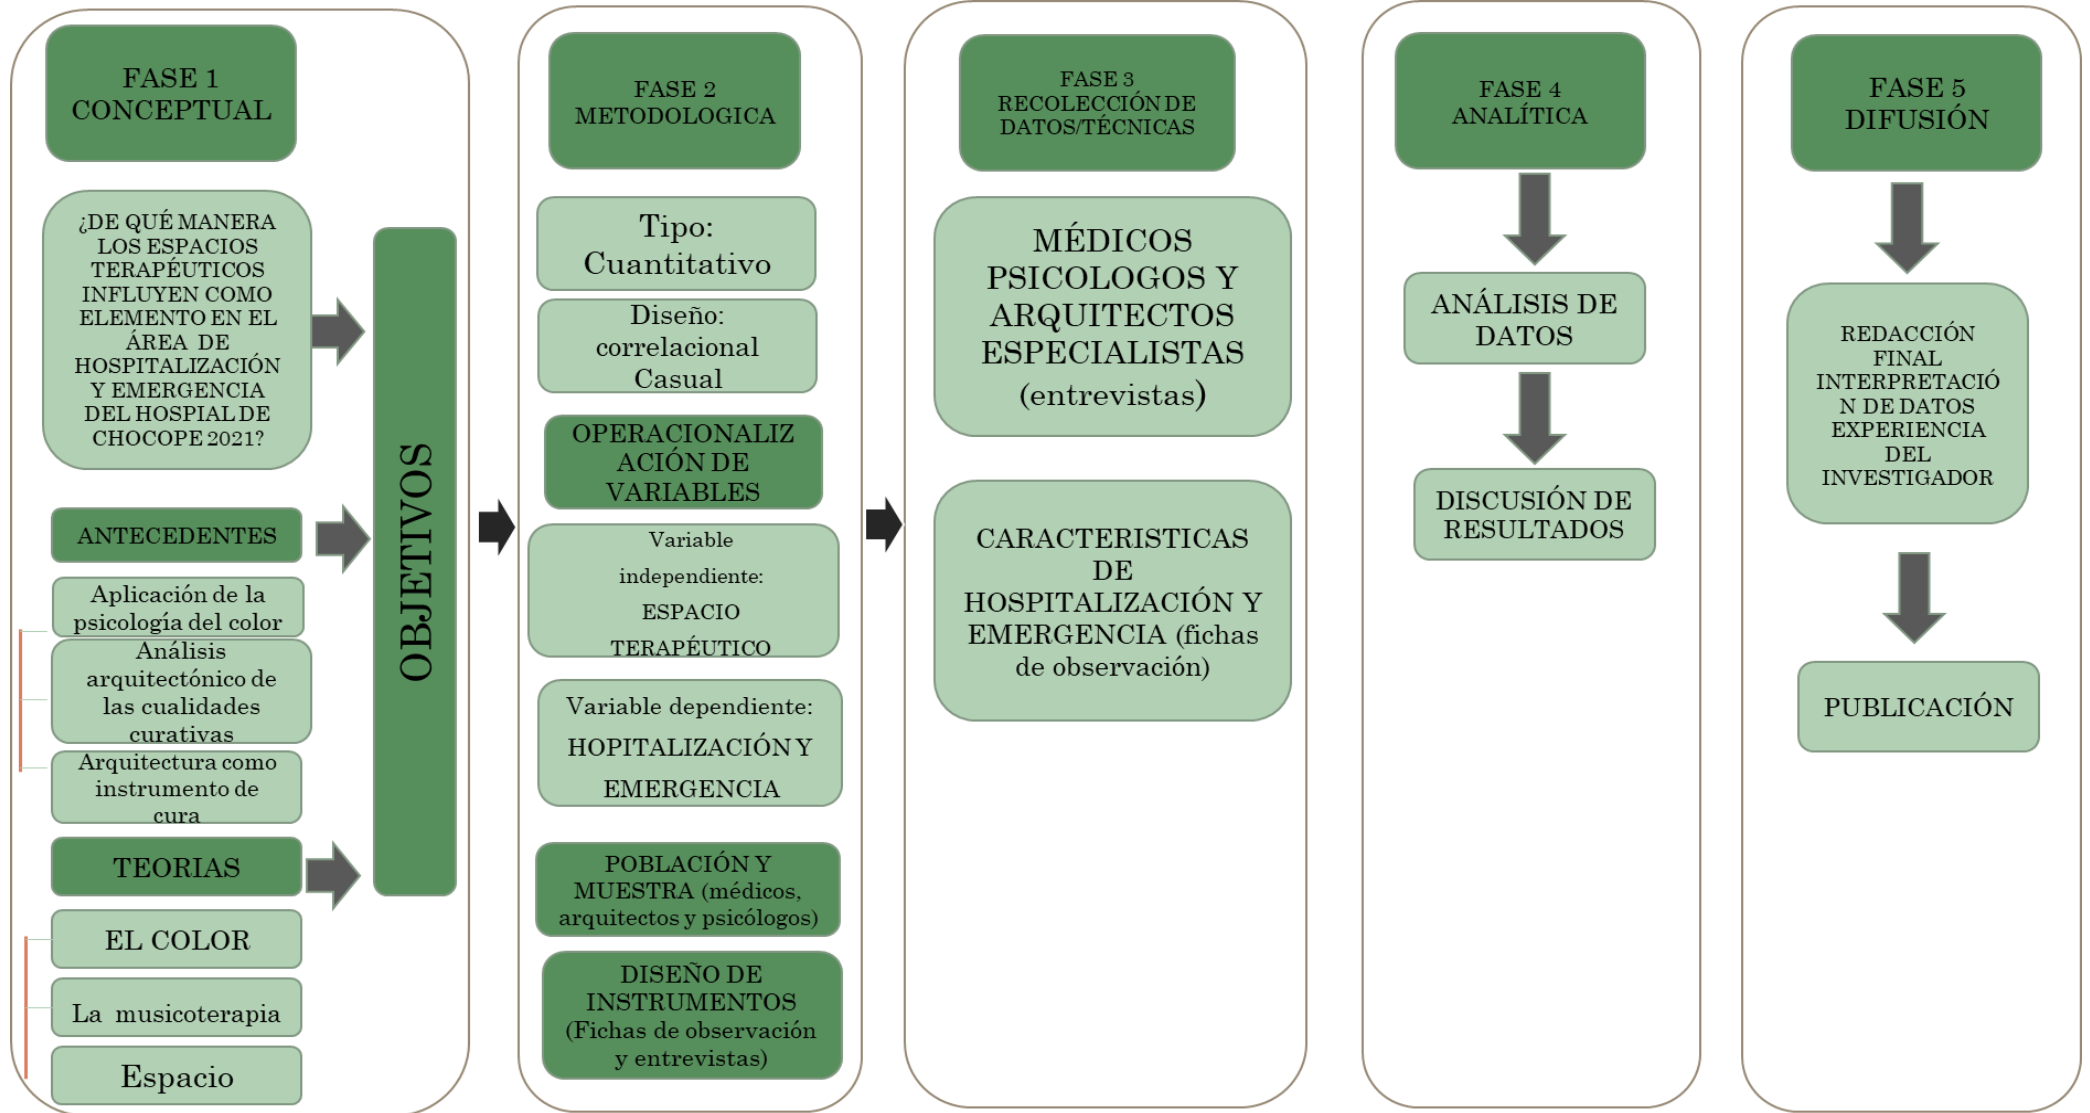 FASE 1
CONCEPTUAL
¿DE QUÉ MANERA
LOS ESPACIOS
TERAPÉUTICOS
INFLUYEN COMO
ELEMENTO EN EL
ÁREA DE
HOSPITALIZACIÓN
Y EMERGENCIA
DEL HOSPIAL DE
CHOCOPE 2021?
ANTECEDENTES
Aplicación de la
psicología del color
Análisis
arquitectónico de
las cualidades
curativas
Arquitectura como
instrumento de
cura
TEORIAS
EL COLOR
La musicoterapia
Espacio
OBJETIVOS
FASE 2
METODOLOGICA
Tipo:
Cuantitativo
Diseño:
correlacional
Casual
OPERACIONALIZ
ACIÓN DE
VARIABLES
Variable
independiente:
ESPACIO
TERAPÉUTICO
Variable dependiente:
HOPITALIZACIÓN Y
EMERGENCIA
POBLACIÓN Y
MUESTRA (médicos,
arquitectos y psicólogos)
DISEÑO DE
INSTRUMENTOS
(Fichas de observación
y entrevistas)
FASE 3
RECOLECCIÓN DE
DATOS/TÉCNICAS
MÉDICOS
PSICOLOGOS Y
ARQUITECTOS
ESPECIALISTAS
(entrevistas)
CARACTERISTICAS
DE
HOSPITALIZACIÓN Y
EMERGENCIA (fichas
de observación)
FASE 4
ANALÍTICA
ANÁLISIS DE
DATOS
DISCUSIÓN DE
RESULTADOS
FASE 5
DIFUSIÓN
REDACCIÓN
FINAL
INTERPRETACIÓ
N DE DATOS
EXPERIENCIA
DEL
INVESTIGADOR
PUBLICACIÓN